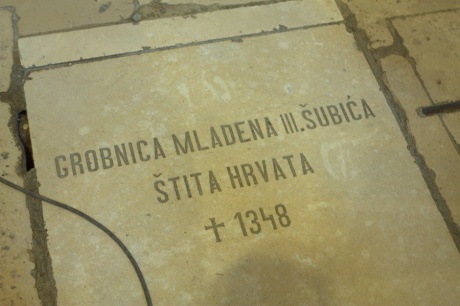 GROBNICA MLADENA III.ŠUBIĆA
ŠTITA HRVATA
✝ 1348